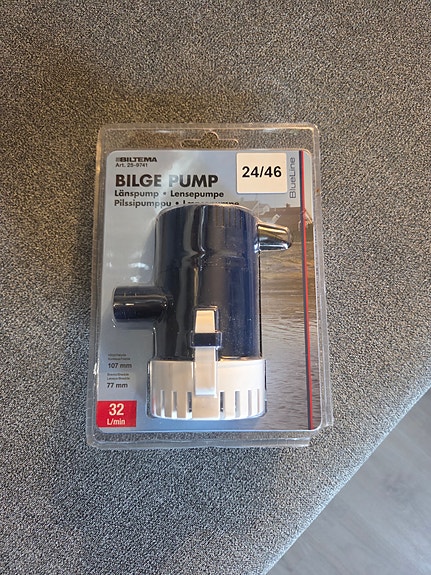 BILTEMA
Art. 25-9741
24/46
BlueLine
BILGE PUMP
Länspump • Lensepumpe
Pilssipumppu •
107 mm
77 mm
32
L/min